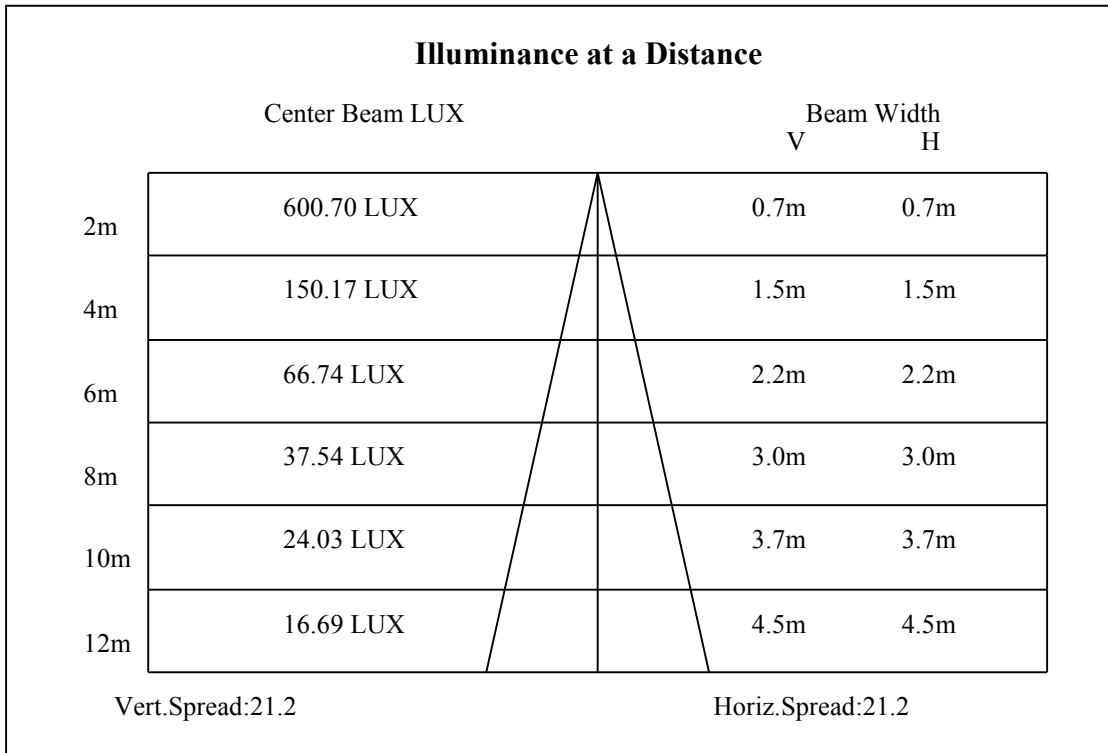 Illuminance at a Distance
Center Beam LUX Beam Width
V H
2m 600.70 LUX 0.7m 0.7m
4m 150.17 LUX 1.5m 1.5m
6m 66.74 LUX 2.2m 2.2m
8m 37.54 LUX 3.0m 3.0m
10m 24.03 LUX 3.7m 3.7m
12m 16.69 LUX 4.5m 4.5m
Vert.Spread:21.2 Horiz.Spread:21.2